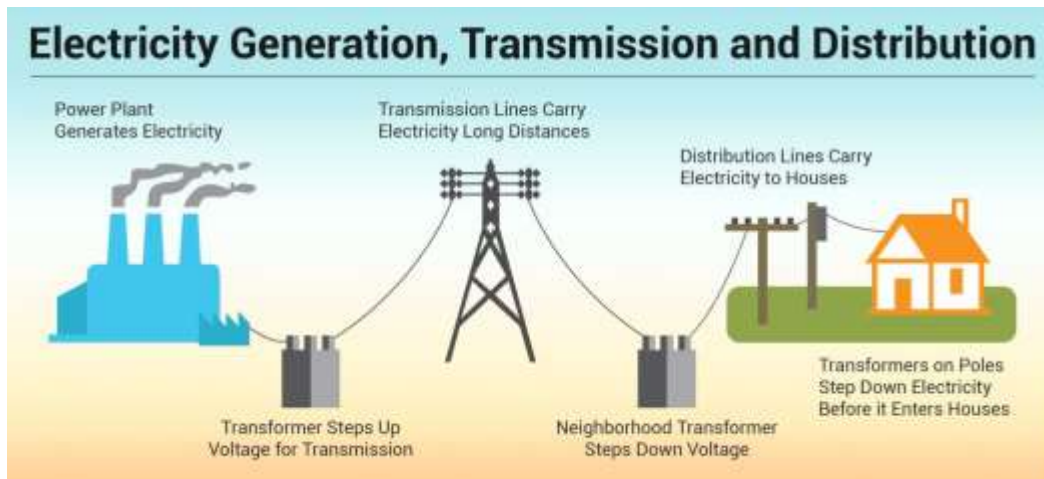 Electricity Generation, Transmission and Distribution
Power Plant
Generates Electricity
Transmission Lines Carry
Electricity Long Distances
Distribution Lines Carry
Electricity to Houses
Transformer Steps Up
Voltage for Transmission
Neighborhood Transformer
Steps Down Voltage
Transformers on Poles
Step Down Electricity
Before it Enters Houses